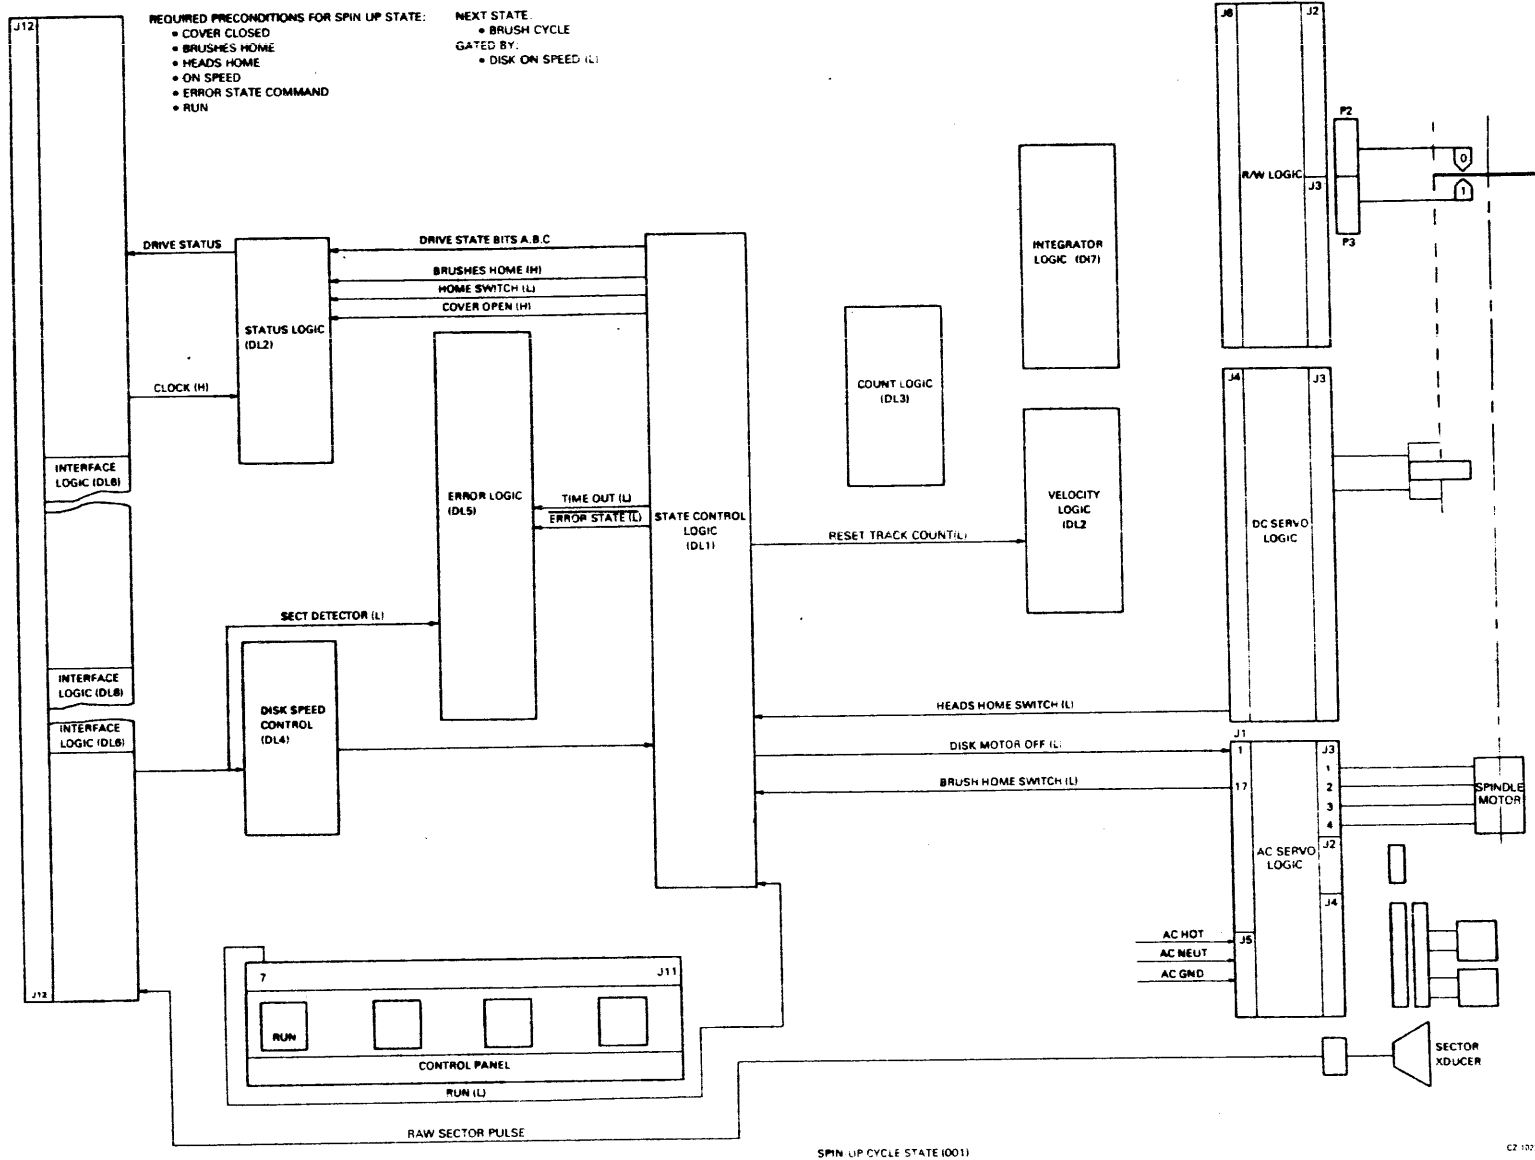 REQUIRED PRECONDITIONS FOR SPIN UP STATE:
• COVER CLOSED
• BRUSHES HOME
• HEADS HOME
• ON SPEED
• ERROR STATE COMMAND
• RUN
NEXT STATE:
• BRUSH CYCLE
GATED BY:
• DISK ON SPEED (L)
J12
DRIVE STATUS
CLOCK (H)
INTERFACE
LOGIC (DL6)
INTERFACE
LOGIC (DL6)
INTERFACE
LOGIC (DL6)
J12
STATUS LOGIC
(DL2)
DRIVE STATE BITS A.B.C
BRUSHES HOME (H)
HOME SWITCH (L)
COVER OPEN (H)
ERROR LOGIC
(DL5)
TIME OUT (L)
ERROR STATE (L)
SECT DETECTOR (L)
DISK SPEED
CONTROL
(DL4)
STATE CONTROL
LOGIC
(DL1)
COUNT LOGIC
(DL3)
INTEGRATOR
LOGIC (DI7)
VELOCITY
LOGIC
(DL2
RESET TRACK COUNT(L)
HEADS HOME SWITCH (L)
DISK MOTOR OFF (L)
BRUSH HOME SWITCH (L)
J6
J2
R/W LOGIC
J3
P2
P3
0
1
J4
J3
DC SERVO
LOGIC
J1
1
17
J3
1
2
3
4
J2
AC SERVO
LOGIC
J4
J5
AC HOT
AC NEUT
AC GND
SPINDLE
MOTOR
SECTOR
XDUCER
7
J11
RUN
CONTROL PANEL
RUN (L)
RAW SECTOR PULSE
SPIN UP CYCLE STATE (001)